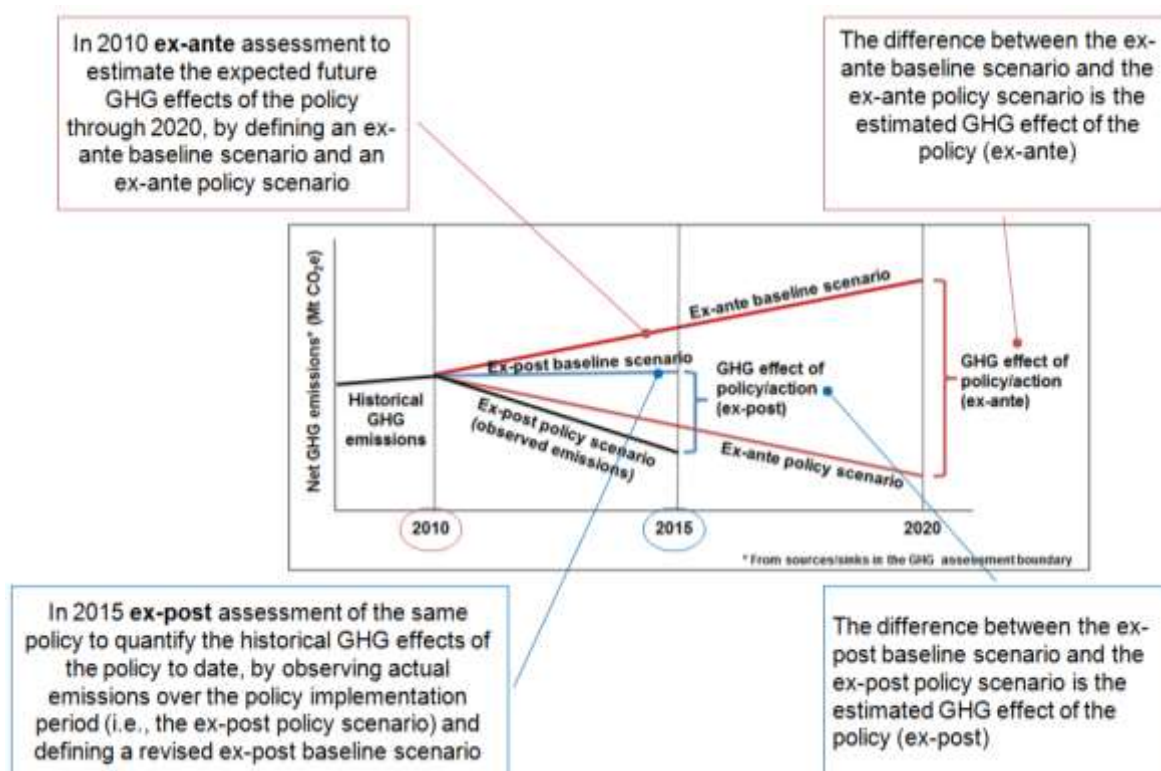 In 2010 ex-ante assessment to
estimate the expected future
GHG effects of the policy
through 2020, by defining an ex-
ante baseline scenario and an
ex-ante policy scenario
The difference between the ex-
ante baseline scenario and the
ex-ante policy scenario is the
estimated GHG effect of the
policy (ex-ante)
Net GHG emissions* (Mt CO₂e)
Ex-ante baseline scenario
Ex-post baseline scenario
GHG effect of
policy/action
(ex-post)
GHG effect of
policy/action
(ex-ante)
Historical
GHG
emissions
Ex-post policy scenario
(observed emissions)
Ex-ante policy scenario
2010
2015
2020
* From sources/sinks in the GHG assessment boundary
In 2015 ex-post assessment of the same
policy to quantify the historical GHG effects of
the policy to date, by observing actual
emissions over the policy implementation
period (i.e., the ex-post policy scenario) and
defining a revised ex-post baseline scenario
The difference between the ex-
post baseline scenario and the
ex-post policy scenario is the
estimated GHG effect of the
policy (ex-post)